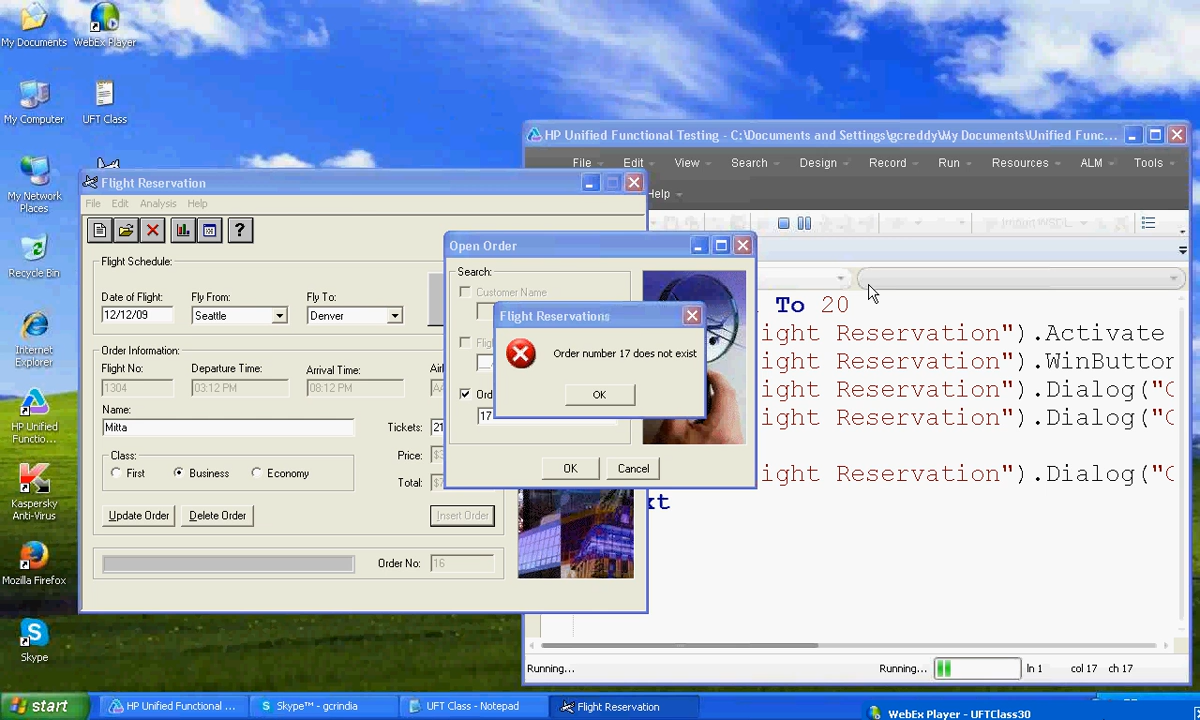 My Documents
WebEx Player
My Computer
UFT Class
My Network
Places
Recycle Bin
Internet
Explorer
HP Unified
Functio...
Kaspersky
Anti-Virus
Mozilla Firefox
Skype
HP Unified Functional Testing - C:\Documents and Settings\gcreddy\My Documents\Unified Func...
File Edit View Search Design Record Run Resources ALM Tools
Help
Import WSDL
To 20
ight Reservation").Activate
ight Reservation").WinButton
ight Reservation").Dialog("
ight Reservation").Dialog("
ight Reservation").Dialog("
xt
Running...
Running... ln 1 col 17 ch 17
Flight Reservation
File Edit Analysis Help
Flight Schedule:
Date of Flight: Fly From: Fly To:
12/12/09 Seattle Denver
Order Information:
Flight No: Departure Time: Arrival Time: Airl
1304 03:12 PM 08:12 PM
Name:
Mitta
Tickets: 21
Class:
First Business Economy
Price:
Total:
Update Order Delete Order Insert Order
Order No: 16
Open Order
Search:
Customer Name
Fligh
Ord
17
OK Cancel
Flight Reservations
Order number 17 does not exist
OK
start
HP Unified Functional ...
Skype™ - gcrindia
UFT Class - Notepad
Flight Reservation
WebEx Player - UFTClass30